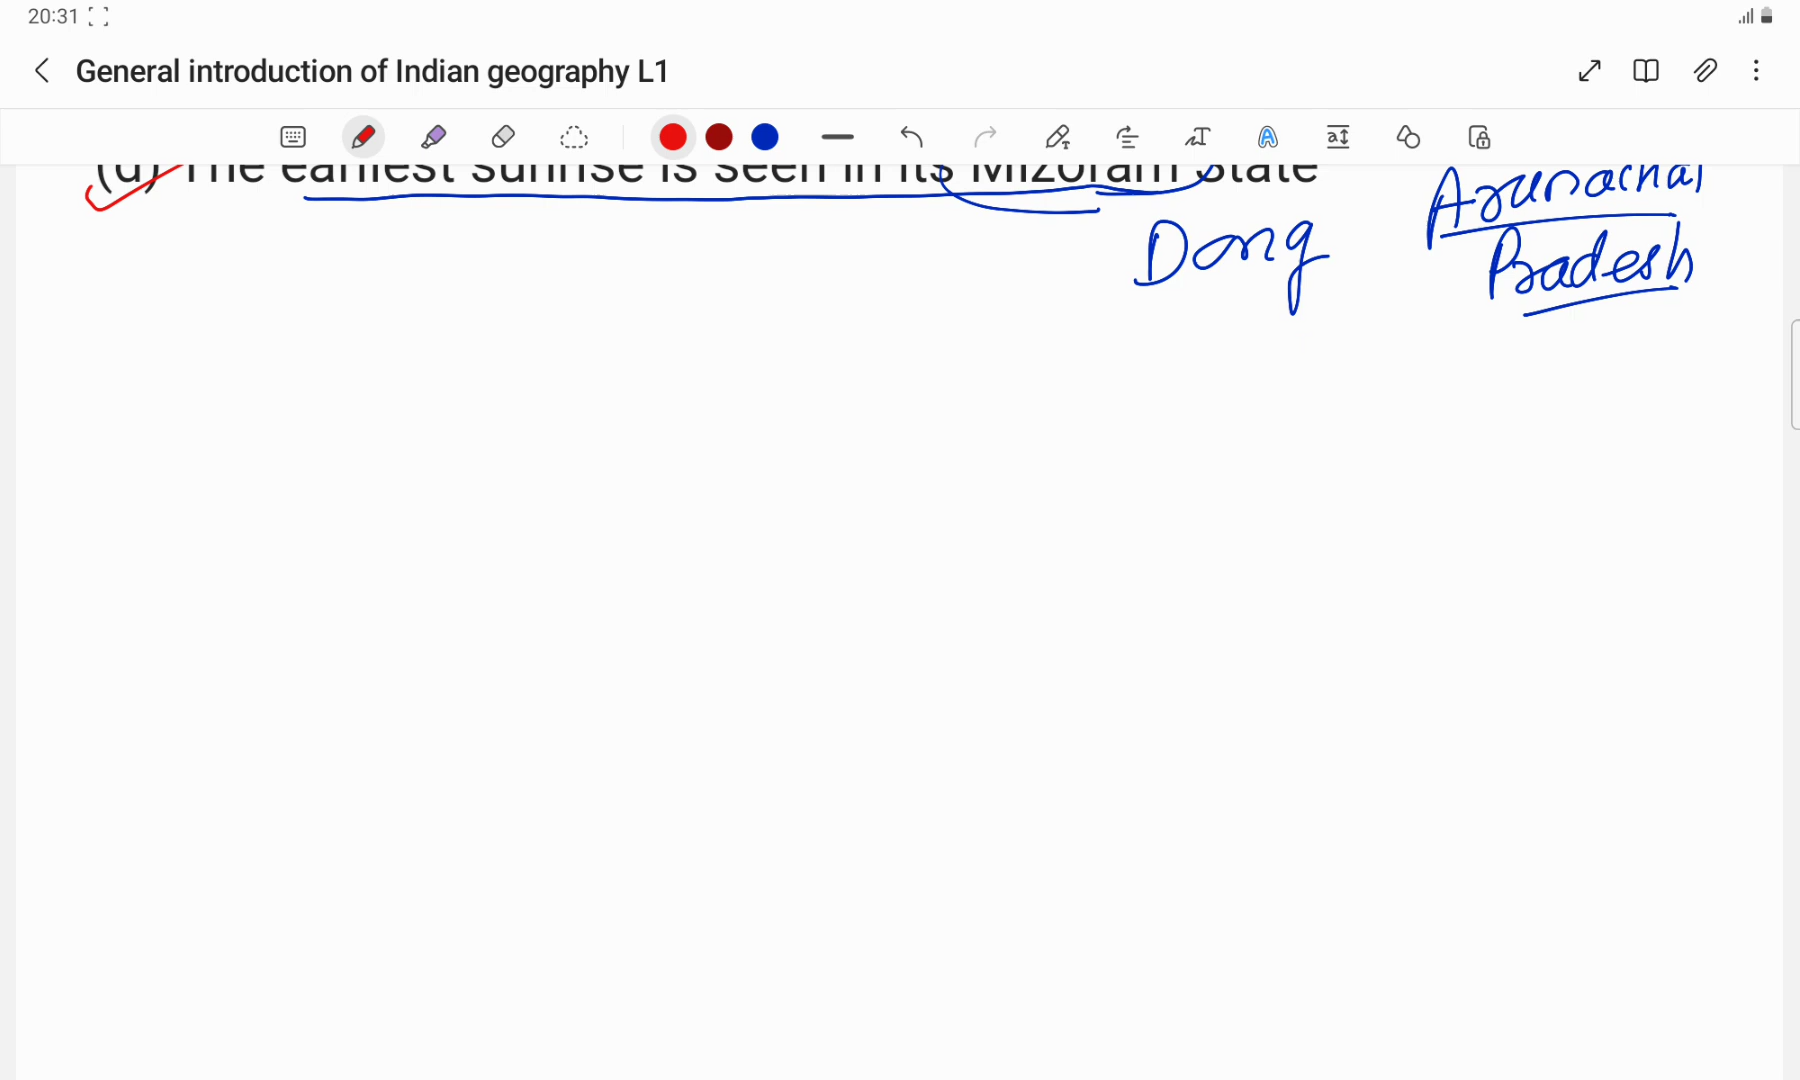 20:31
General introduction of Indian geography L1
(d) The earliest sunrise is seen in its Mizoram State
Arunachal
Dong
Pradesh